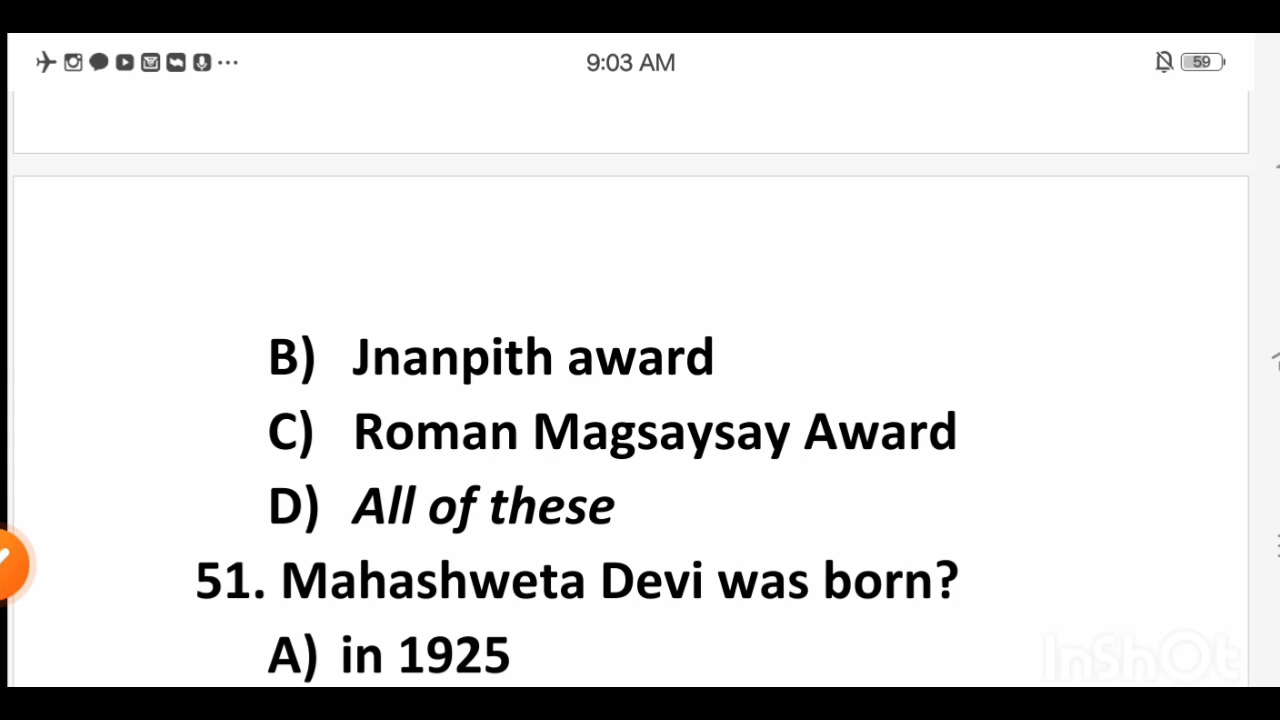 9:03 AM
59
B) Jnanpith award
C) Roman Magsaysay Award
D) All of these
51. Mahashweta Devi was born?
A) in 1925
InShOt